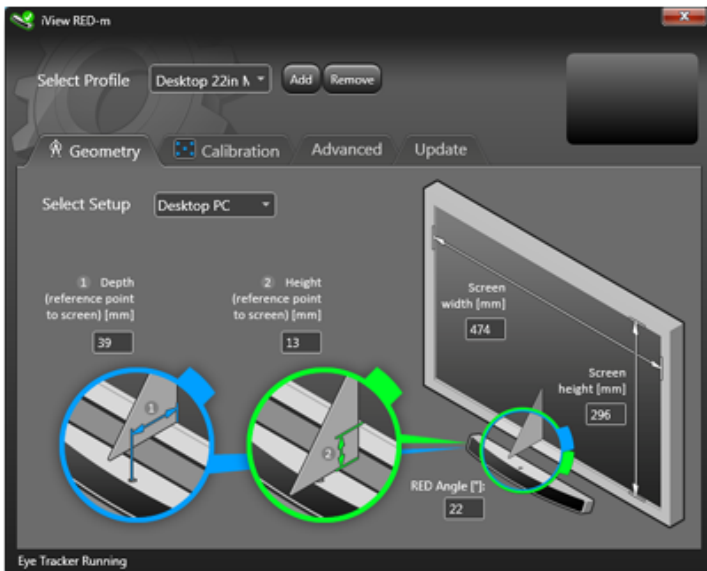 iView RED-m
Select Profile
Desktop 22in M
Add
Remove
Geometry
Calibration
Advanced
Update
Select Setup
Desktop PC
1 Depth
(reference point
to screen) [mm]
39
2 Height
(reference point
to screen) [mm]
13
Screen
width [mm]
474
Screen
height [mm]
296
1
2
RED Angle [°]:
22
Eye Tracker Running